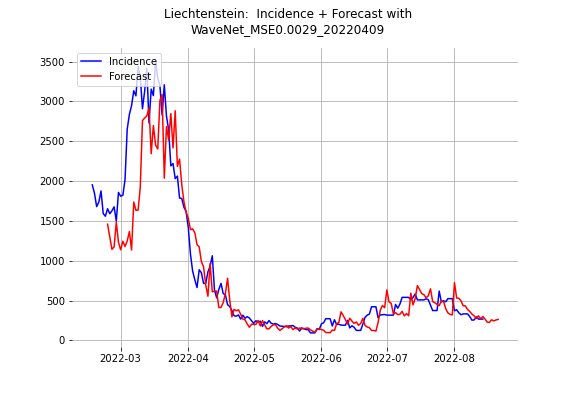 Liechtenstein:  Incidence + Forecast with
WaveNet_MSE0.0029_20220409
Incidence
Forecast
3500
3000
2500
2000
1500
1000
500
0
2022-03 2022-04 2022-05 2022-06 2022-07 2022-08